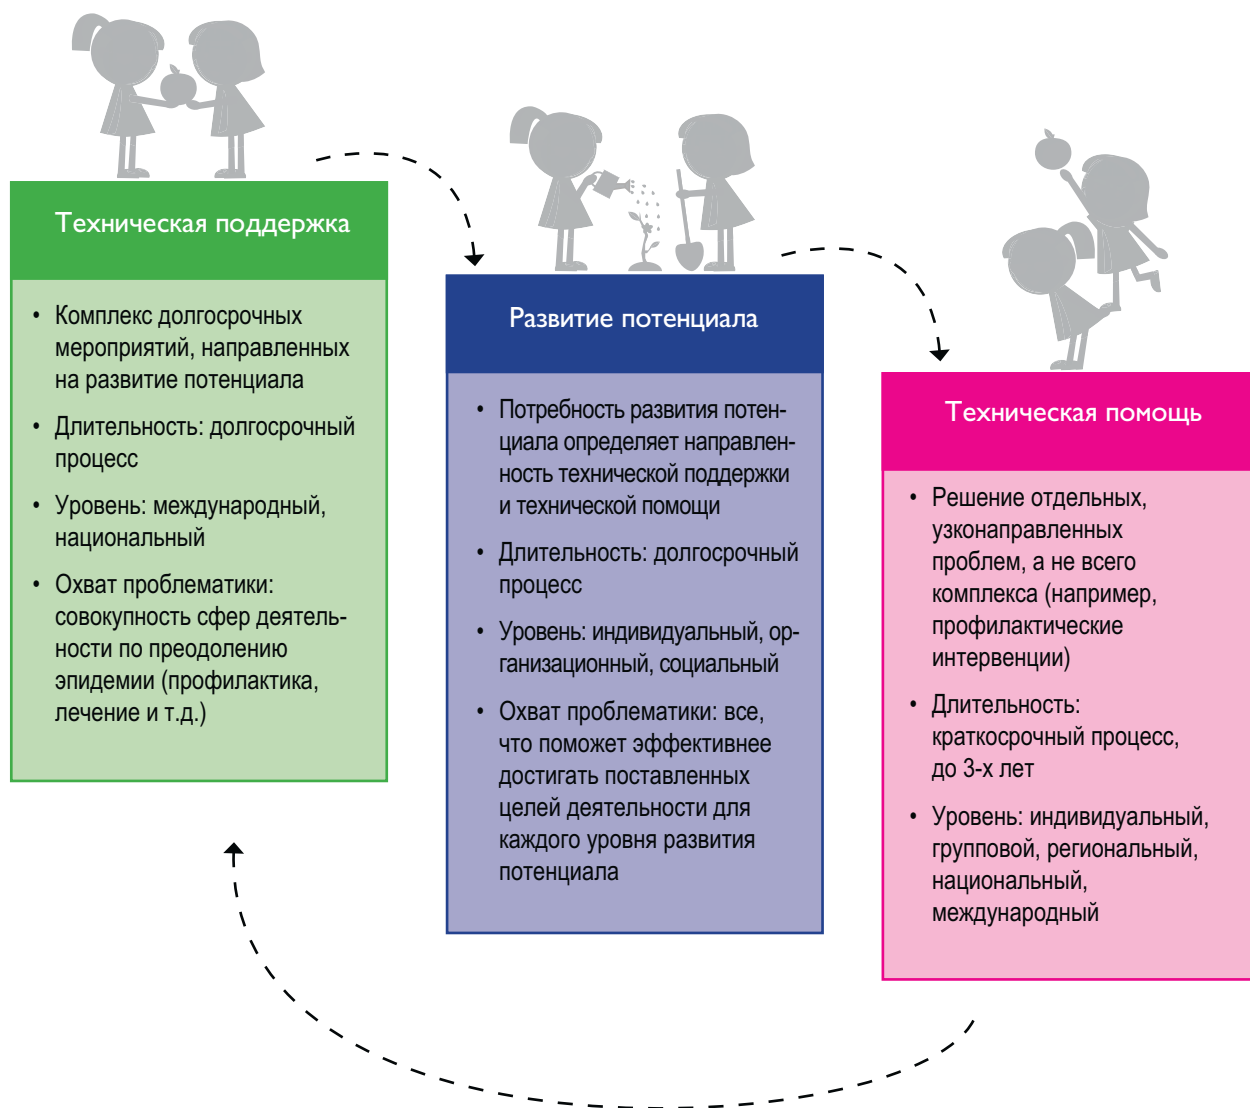 Техническая поддержка
• Комплекс долгосрочных
мероприятий, направленных
на развитие потенциала
• Длительность: долгосрочный
процесс
• Уровень: международный,
национальный
• Охват проблематики:
совокупность сфер деятель-
ности по преодолению
эпидемии (профилактика,
лечение и т.д.)
Развитие потенциала
• Потребность развития потен-
циала определяет направлен-
ность технической поддержки
и технической помощи
• Длительность: долгосрочный
процесс
• Уровень: индивидуальный, ор-
ганизационный, социальный
• Охват проблематики: все,
что поможет эффективнее
достигать поставленных
целей деятельности для
каждого уровня развития
потенциала
Техническая помощь
• Решение отдельных,
узконаправленных
проблем, а не всего
комплекса (например,
профилактические
интервенции)
• Длительность:
краткосрочный процесс,
до 3-х лет
• Уровень: индивидуальный,
групповой, региональный,
национальный,
международный